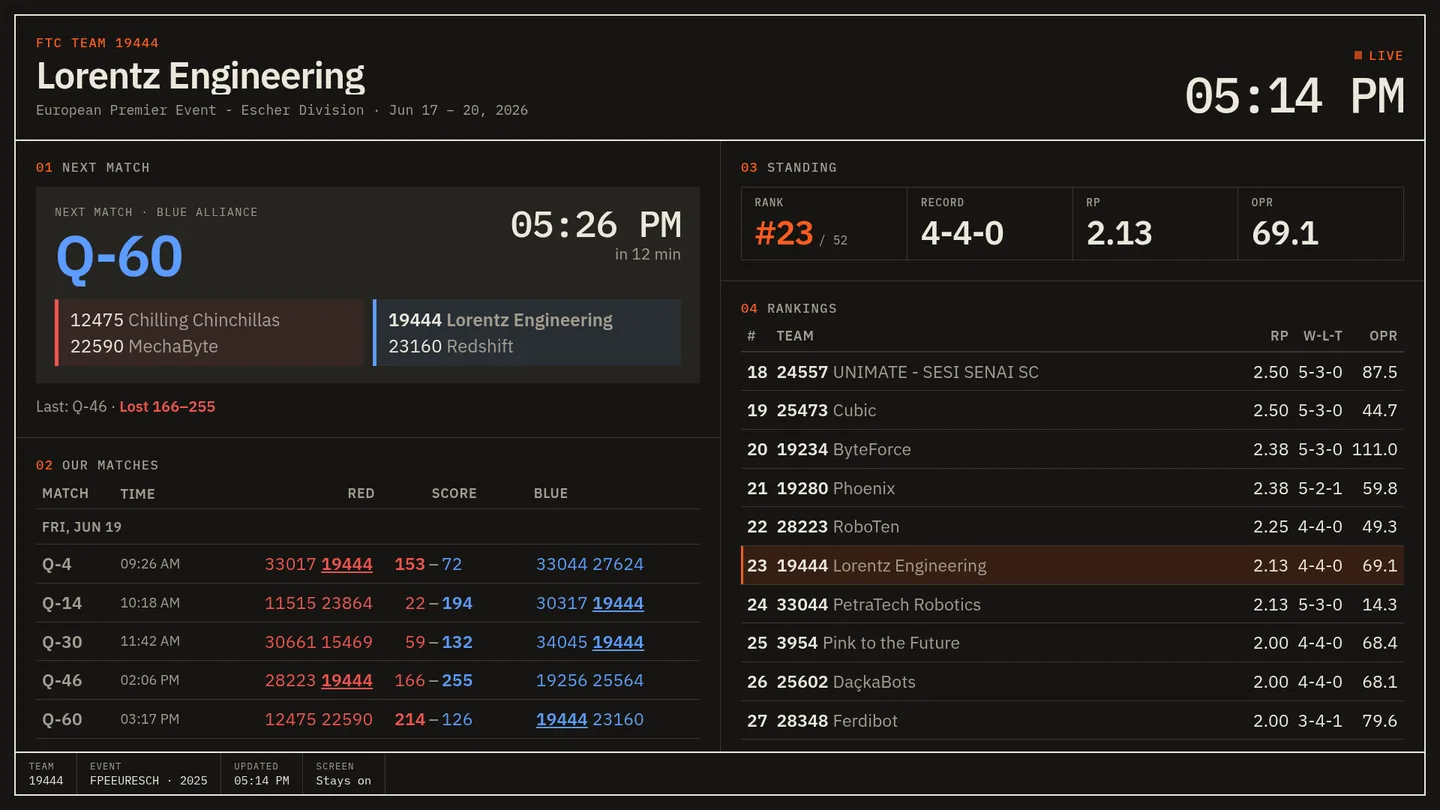 FTC TEAM 19444
Lorentz Engineering
European Premier Event - Escher Division · Jun 17 – 20, 2026
LIVE
05:14 PM
01 NEXT MATCH
NEXT MATCH · BLUE ALLIANCE
Q-60
05:26 PM
in 12 min
12475 Chilling Chinchillas
22590 MechaByte
19444 Lorentz Engineering
23160 Redshift
Last: Q-46 · Lost 166–255
02 OUR MATCHES
MATCH TIME RED SCORE BLUE
FRI, JUN 19
Q-4 09:26 AM 33017 19444 153 – 72 33044 27624
Q-14 10:18 AM 11515 23864 22 – 194 30317 19444
Q-30 11:42 AM 30661 15469 59 – 132 34045 19444
Q-46 02:06 PM 28223 19444 166 – 255 19256 25564
Q-60 03:17 PM 12475 22590 214 – 126 19444 23160
03 STANDING
RANK RECORD RP OPR
#23 / 52 4-4-0 2.13 69.1
04 RANKINGS
# TEAM RP W-L-T OPR
18 24557 UNIMATE - SESI SENAI SC 2.50 5-3-0 87.5
19 25473 Cubic 2.50 5-3-0 44.7
20 19234 ByteForce 2.38 5-3-0 111.0
21 19280 Phoenix 2.38 5-2-1 59.8
22 28223 RoboTen 2.25 4-4-0 49.3
23 19444 Lorentz Engineering 2.13 4-4-0 69.1
24 33044 PetraTech Robotics 2.13 5-3-0 14.3
25 3954 Pink to the Future 2.00 4-4-0 68.4
26 25602 DaçkaBots 2.00 4-4-0 68.1
27 28348 Ferdibot 2.00 3-4-1 79.6
TEAM EVENT UPDATED SCREEN
19444 FPEEURESCH · 2025 05:14 PM Stays on